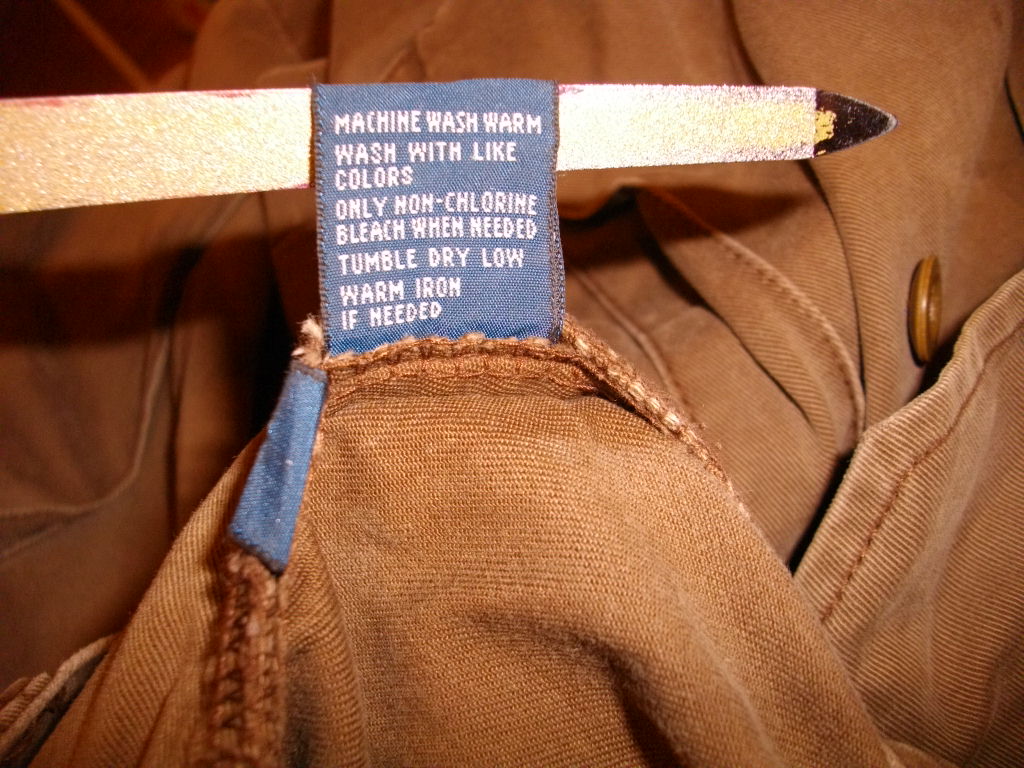 MACHINE WASH WARM
WASH WITH LIKE
COLORS
ONLY NON-CHLORINE
BLEACH WHEN NEEDED
TUMBLE DRY LOW
WARM IRON
IF NEEDED